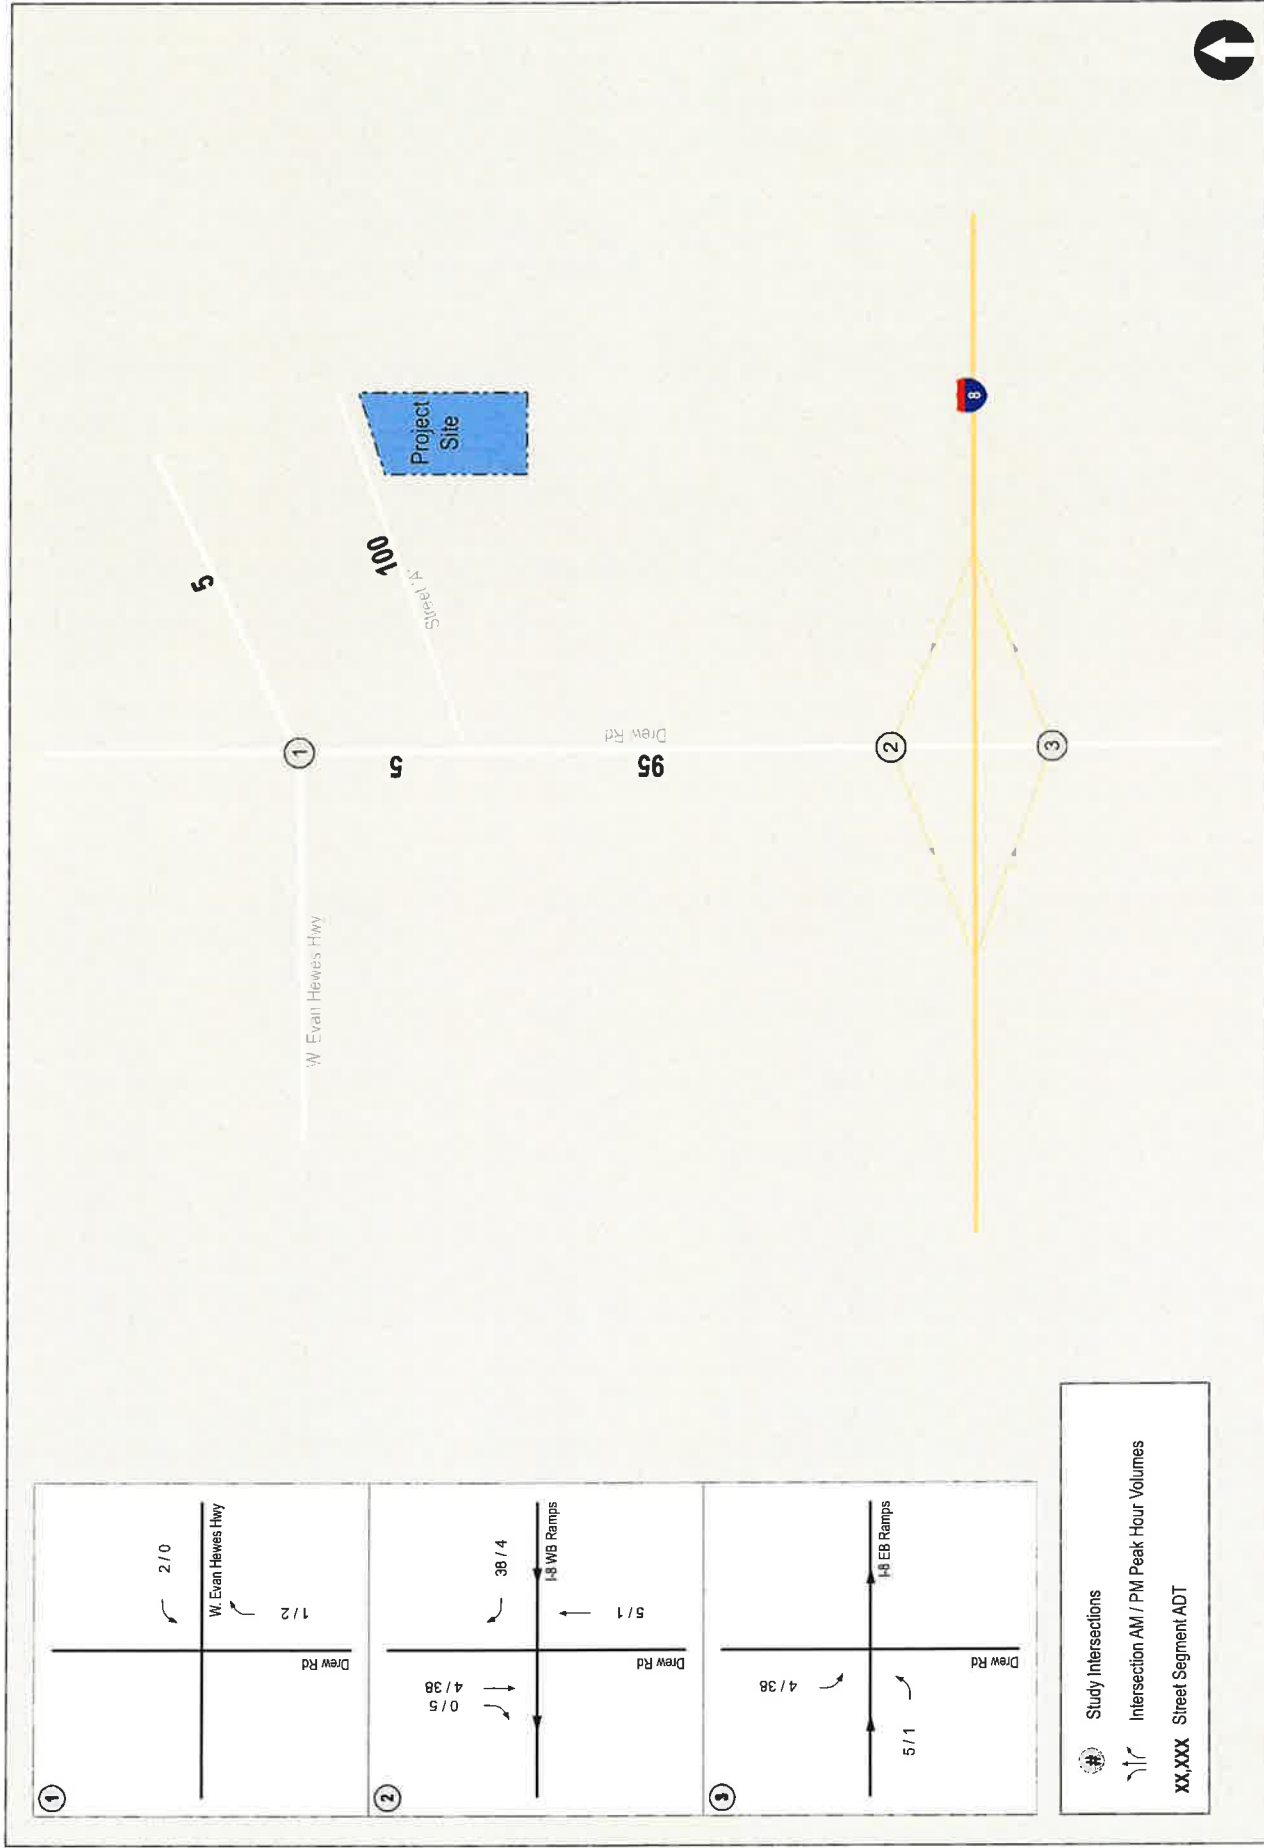 1
2 / 0
W. Evan Hewes Hwy
1 / 2
Drew Rd
2
38 / 4
I-8 WB Ramps
5 / 1
Drew Rd
4 / 38
0 / 5
3
I-8 EB Ramps
Drew Rd
4 / 38
5 / 1
# Study Intersections
Intersection AM / PM Peak Hour Volumes
XX,XXX Street Segment ADT
5
100
Street 'A'
Project
Site
1
5
W Evan Hewes Hwy
Drew Rd
95
2
8
3